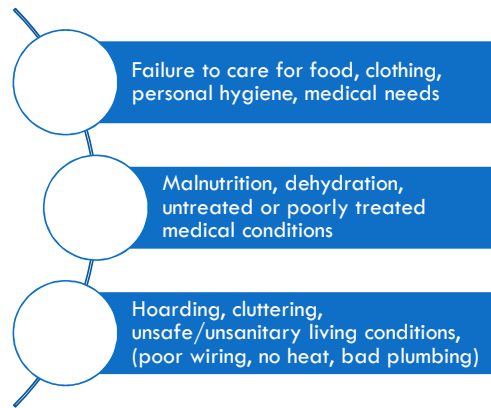 Failure to care for food, clothing,
personal hygiene, medical needs
Malnutrition, dehydration,
untreated or poorly treated
medical conditions
Hoarding, cluttering,
unsafe/unsanitary living conditions,
(poor wiring, no heat, bad plumbing)